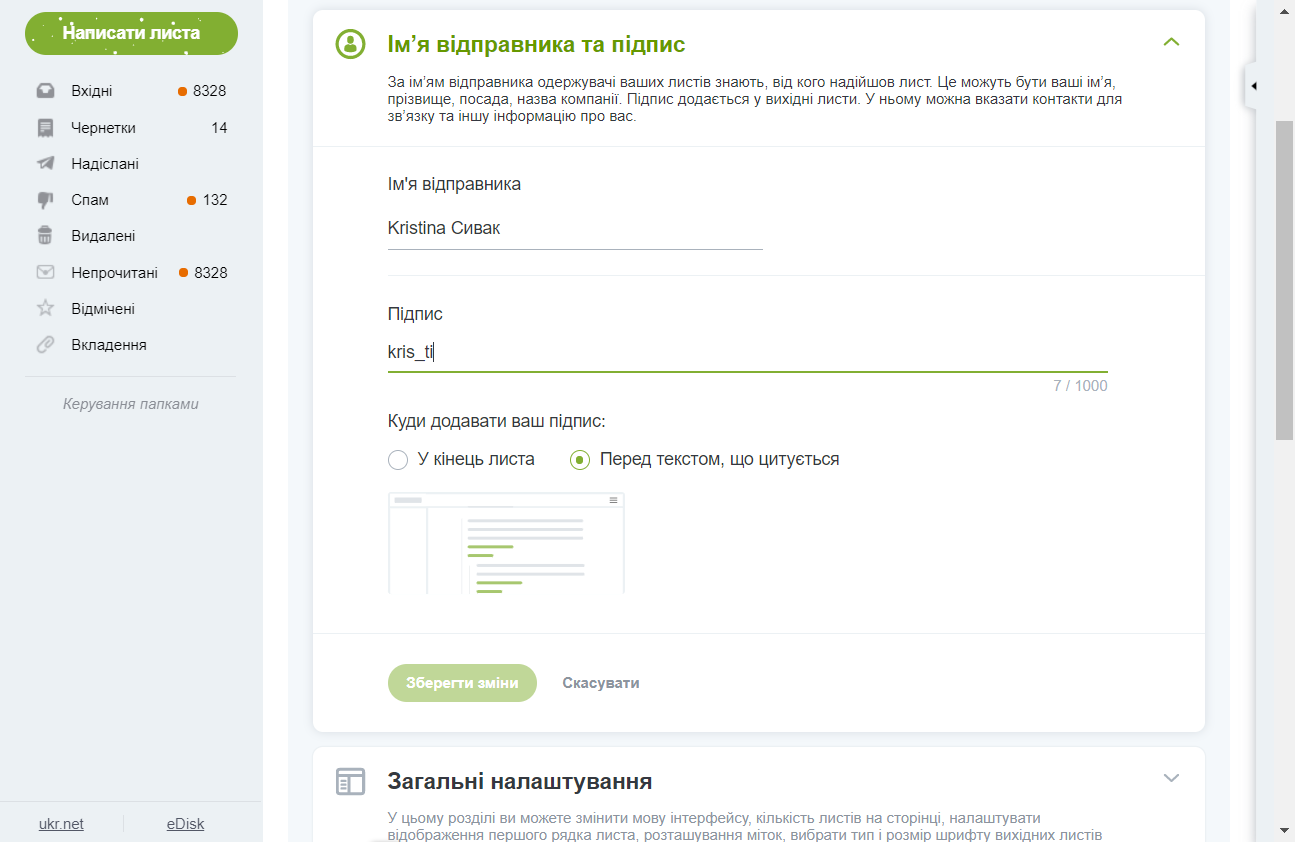 Написати листа
Вхідні 8328
Чернетки 14
Надіслані
Спам 132
Видалені
Непрочитані 8328
Відмічені
Вкладення
Керування папками
ukr.net eDisk
Ім’я відправника та підпис
За ім’ям відправника одержувачі ваших листів знають, від кого надійшов лист. Це можуть бути ваші ім’я,
прізвище, посада, назва компанії. Підпис додається у вихідні листи. У ньому можна вказати контакти для
зв’язку та іншу інформацію про вас.
Ім'я відправника
Kristina Сивак
Підпис
kris_ti
7 / 1000
Куди додавати ваш підпис:
У кінець листа Перед текстом, що цитується
Зберегти зміни Скасувати
Загальні налаштування
У цьому розділі ви можете змінити мову інтерфейсу, кількість листів на сторінці, налаштувати
відображення першого рядка листа, розташування міток, вибрати тип і розмір шрифту вихідних листів